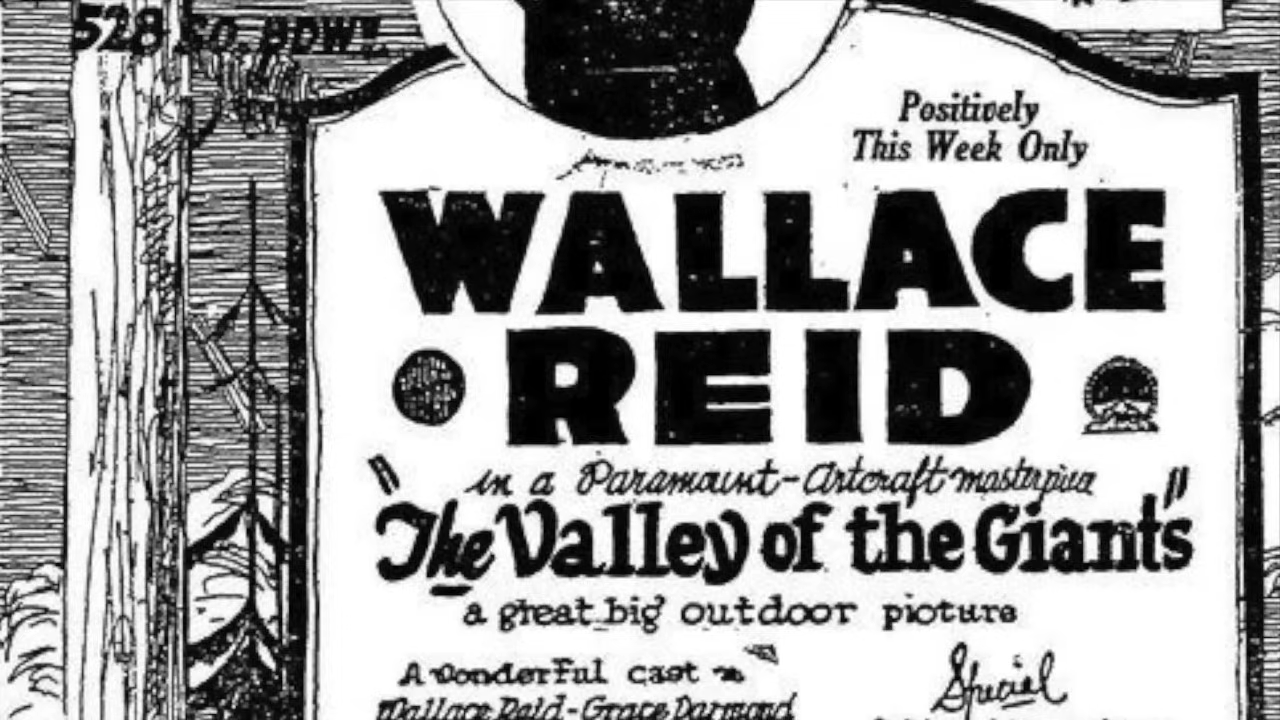 528 So. BDWY.
Positively
This Week Only
WALLACE
REID
in a Paramount-Artcraft masterpiece
"The Valley of the Giants"
a great big outdoor picture
A wonderful cast
Wallace Reid - Grace Darmond
Special